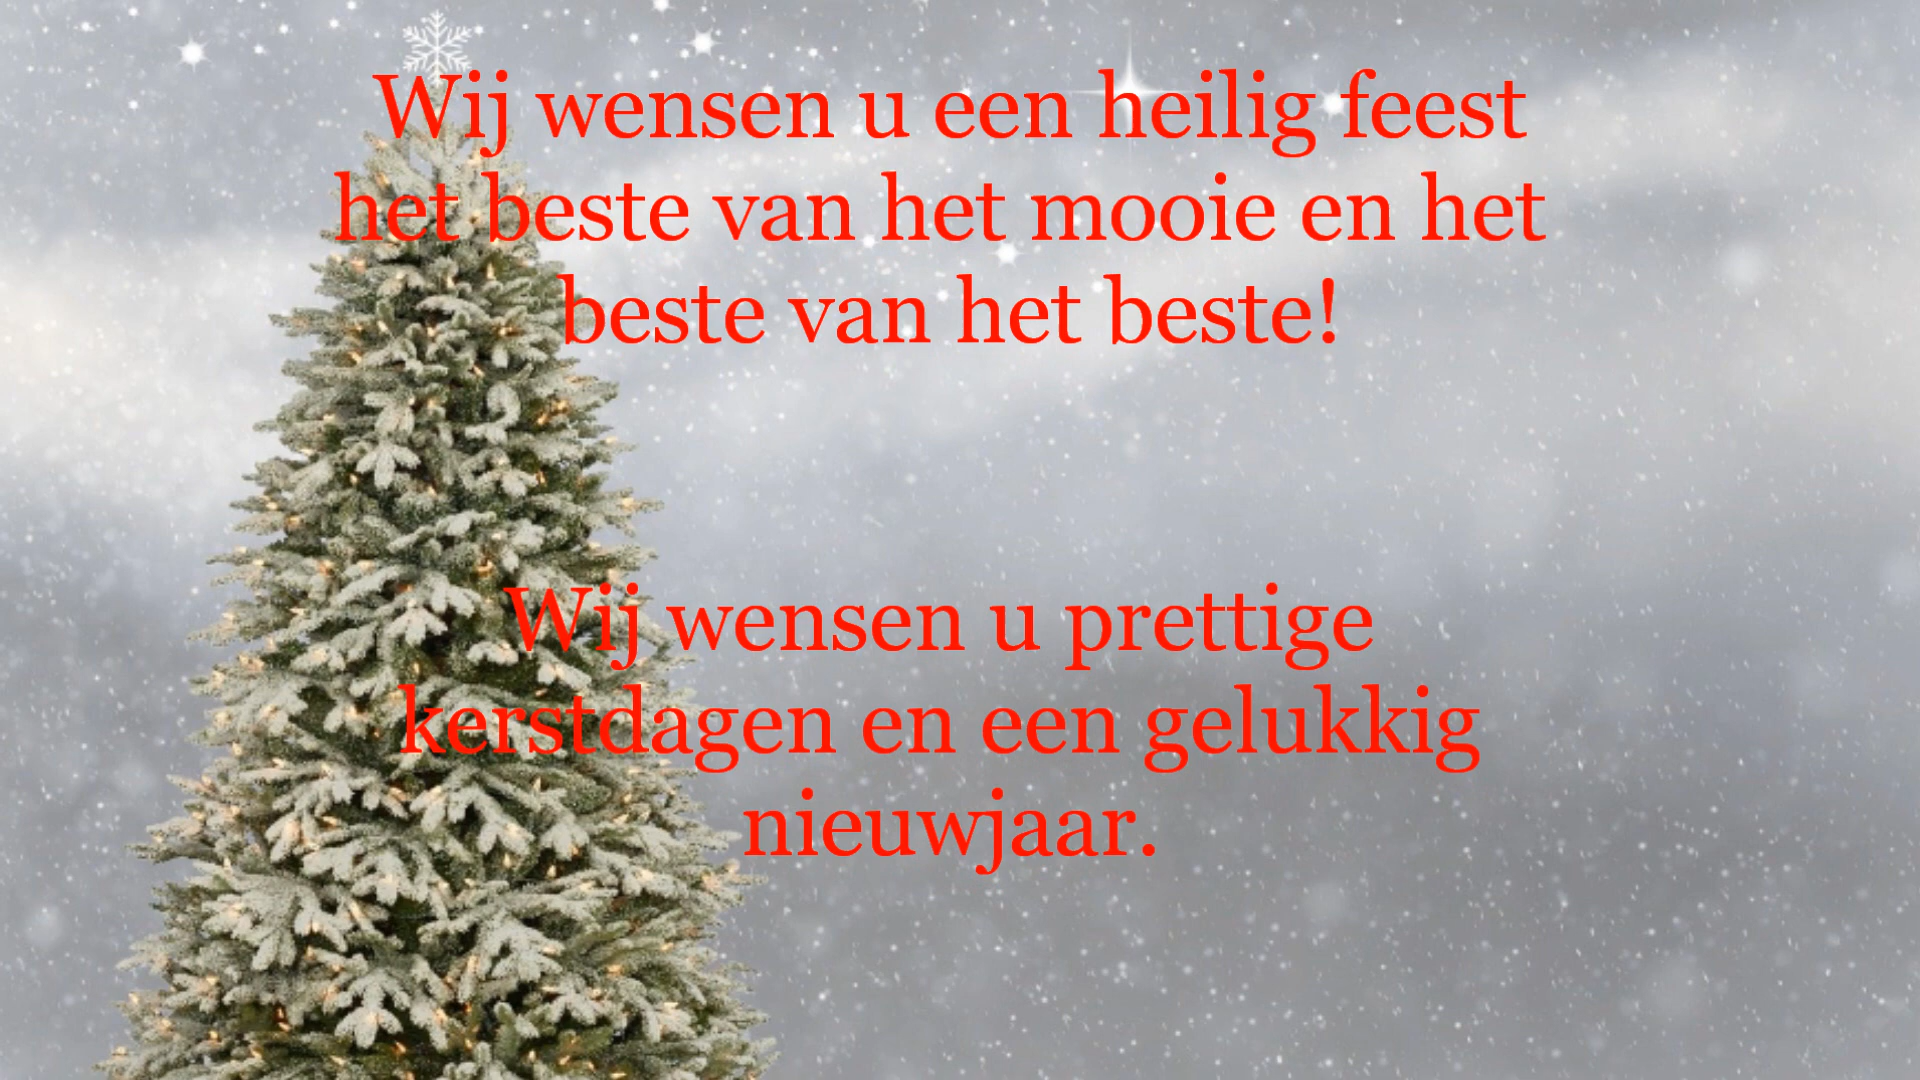 Wij wensen u een heilig feest
het beste van het mooie en het
beste van het beste!
Wij wensen u prettige
kerstdagen en een gelukkig
nieuwjaar.